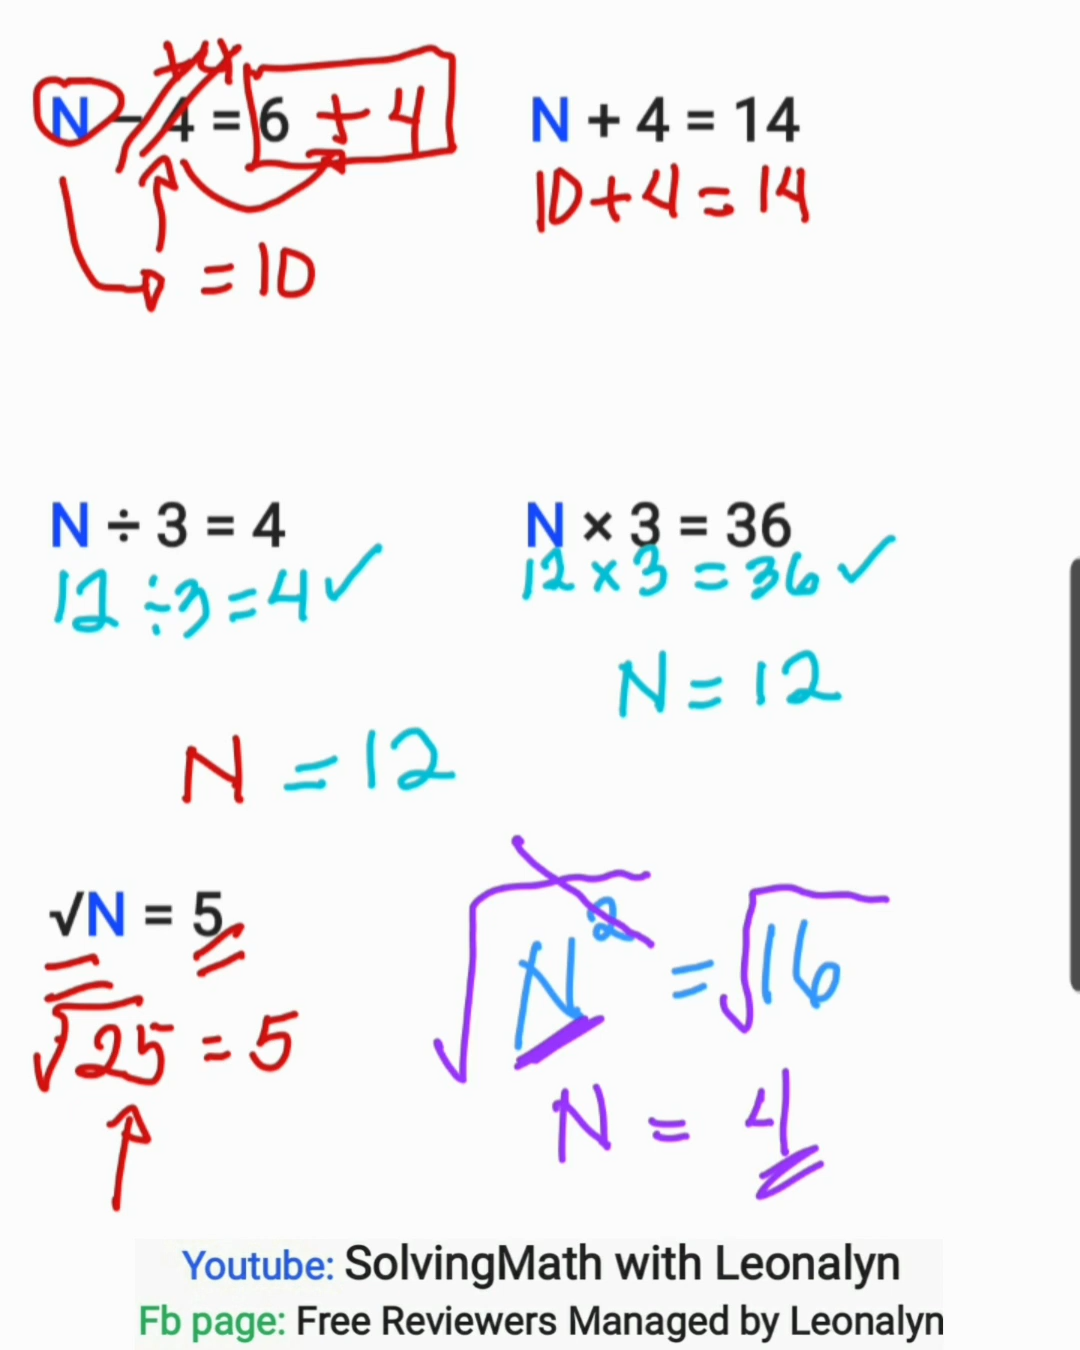 +4
N - 4 = 6 + 4
= 10
N + 4 = 14
10 + 4 = 14
N ÷ 3 = 4
12 ÷ 3 = 4 ✓
N = 12
N × 3 = 36
12 × 3 = 36 ✓
N = 12
√N = 5
√25 = 5
√N² = √16
N = 4
Youtube: SolvingMath with Leonalyn
Fb page: Free Reviewers Managed by Leonalyn